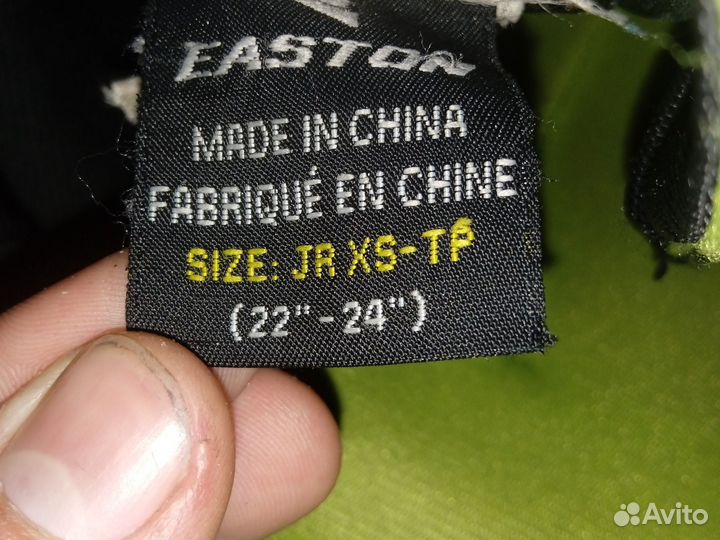 EASTON
MADE IN CHINA
FABRIQUÉ EN CHINE
SIZE: JR XS-TP
(22"-24")
Avito